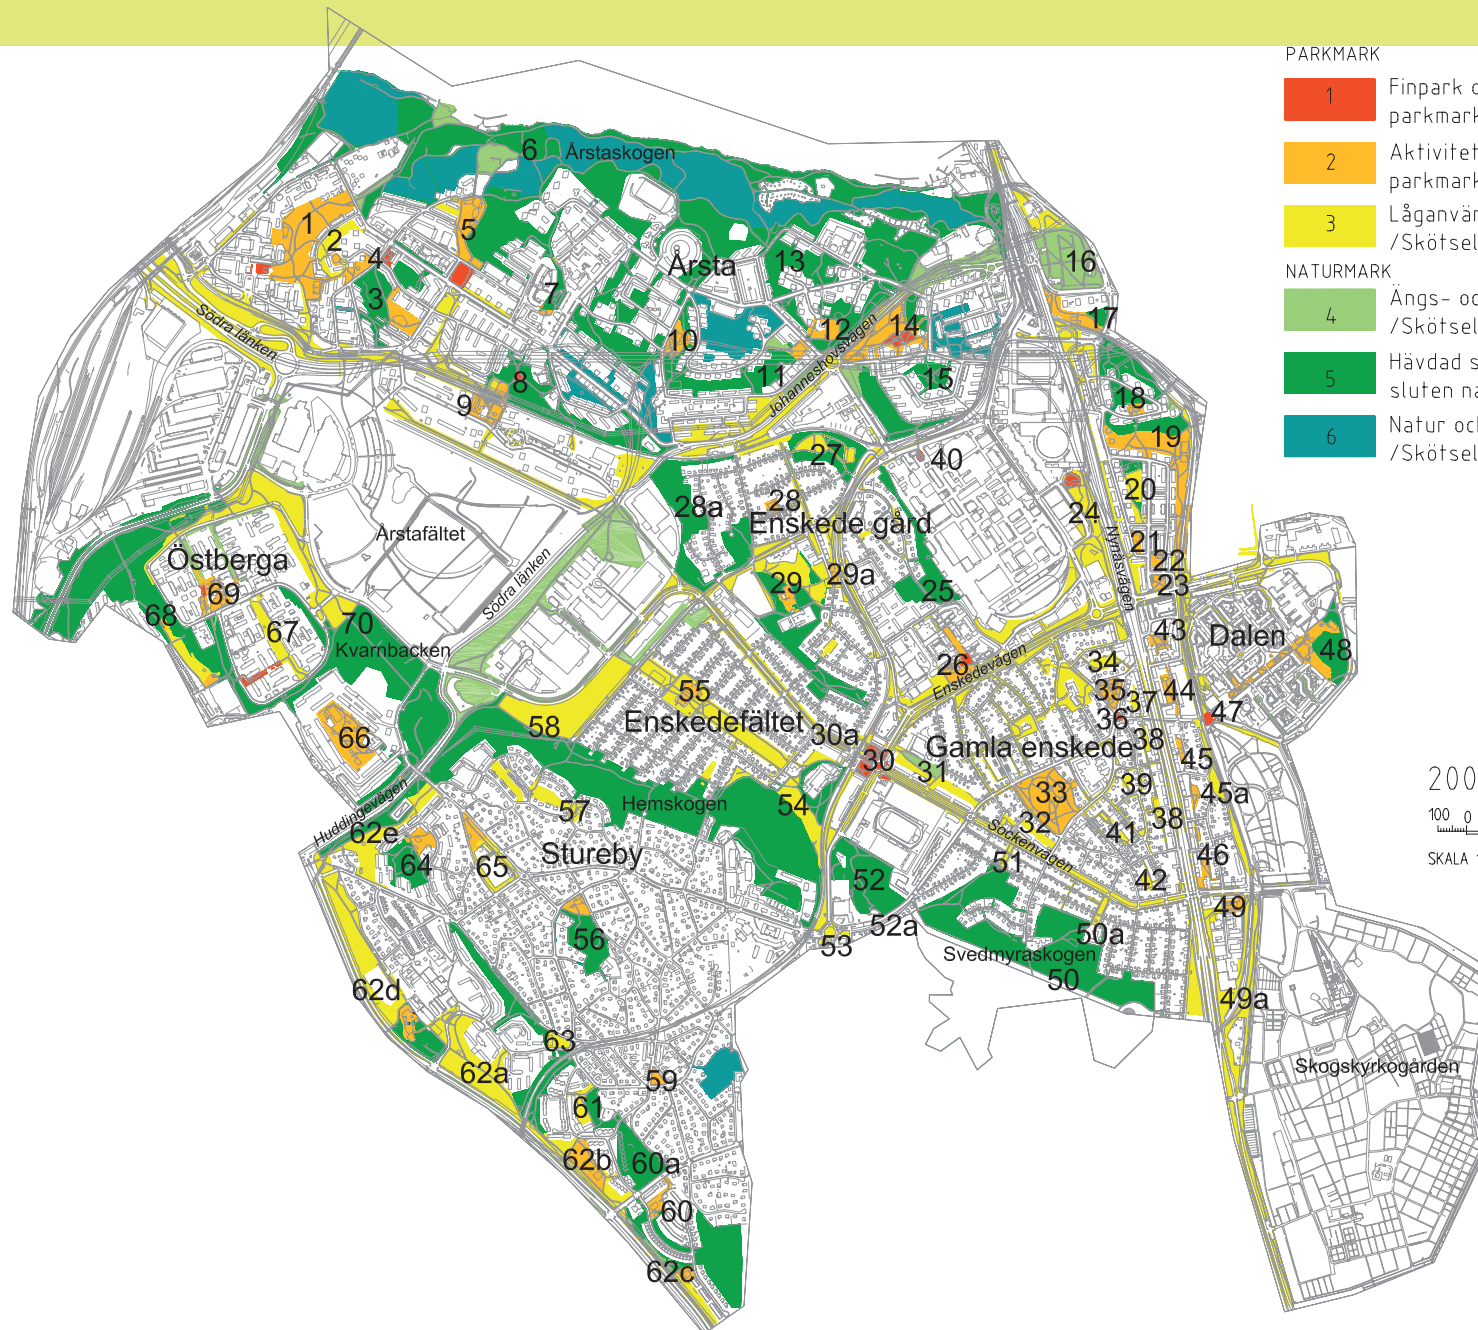 PARKMARK
1
Finpark o
parkmark
2
Aktivitet
parkmark
3
Låganvän
/Skötsel
NATURMARK
4
Ängs- oc
/Skötsel
5
Hävdad s
sluten na
6
Natur och
/Skötsel
200
100 0
SKALA 1
6
Årstaskogen
1
2
5
4
3
7
Årsta
13
16
17
Södra länken
10
12
14
Johanneshovsvägen
11
15
8
9
18
19
27
40
20
24
28a
28
Enskede gård
Nynäsvägen
21
22
23
Årstafältet
Södra länken
Östberga
69
68
67
70
Kvarnbacken
29
29a
25
26
Enskedevägen
43
Dalen
48
34
35
37
44
36
47
55
Enskedefältet
58
30a
30
31
Gamla enskede
38
45
66
Huddingevägen
57
Hemskogen
54
33
39
45a
32
Sockenvägen
41
38
62e
64
65
Stureby
52
51
46
42
49
52a
53
50a
Svedmyraskogen
50
56
62d
49a
63
62a
59
61
Skogskyrkogården
62b
60a
60
62c